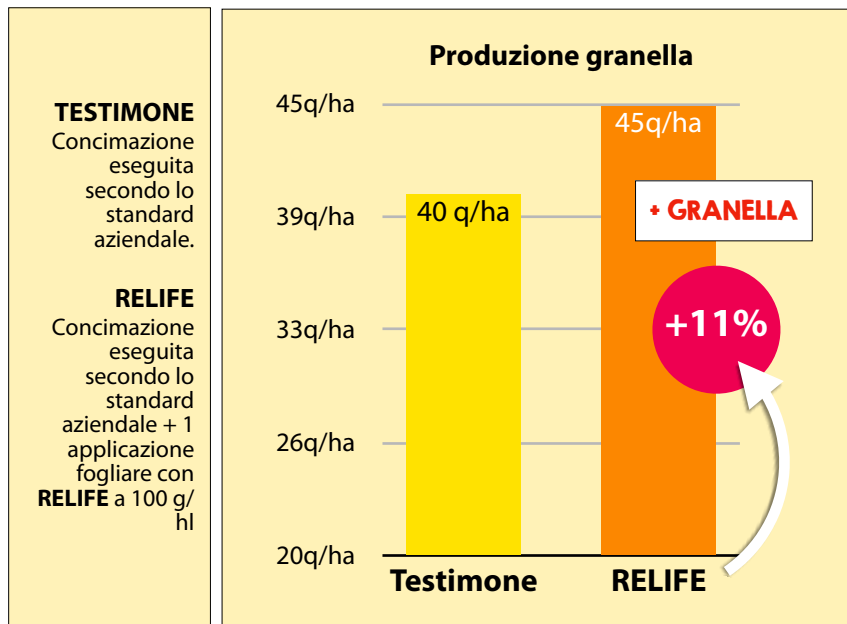 TESTIMONE
Concimazione
eseguita
secondo lo
standard
aziendale.
RELIFE
Concimazione
eseguita
secondo lo
standard
aziendale + 1
applicazione
fogliare con
RELIFE a 100 g/
hl
Produzione granella
45q/ha
39q/ha
33q/ha
26q/ha
20q/ha
40 q/ha
45q/ha
+ GRANELLA
+11%
Testimone
RELIFE